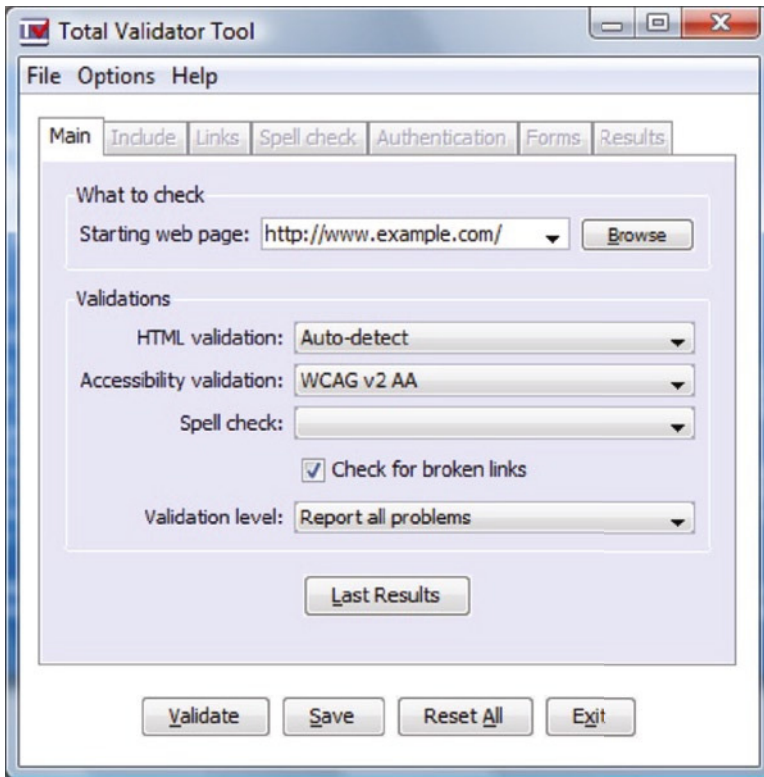 Total Validator Tool
File Options Help
Main Include Links Spell check Authentication Forms Results
What to check
Starting web page: http://www.example.com/ Browse
Validations
HTML validation: Auto-detect
Accessibility validation: WCAG v2 AA
Spell check:
Check for broken links
Validation level: Report all problems
Last Results
Validate Save Reset All Exit